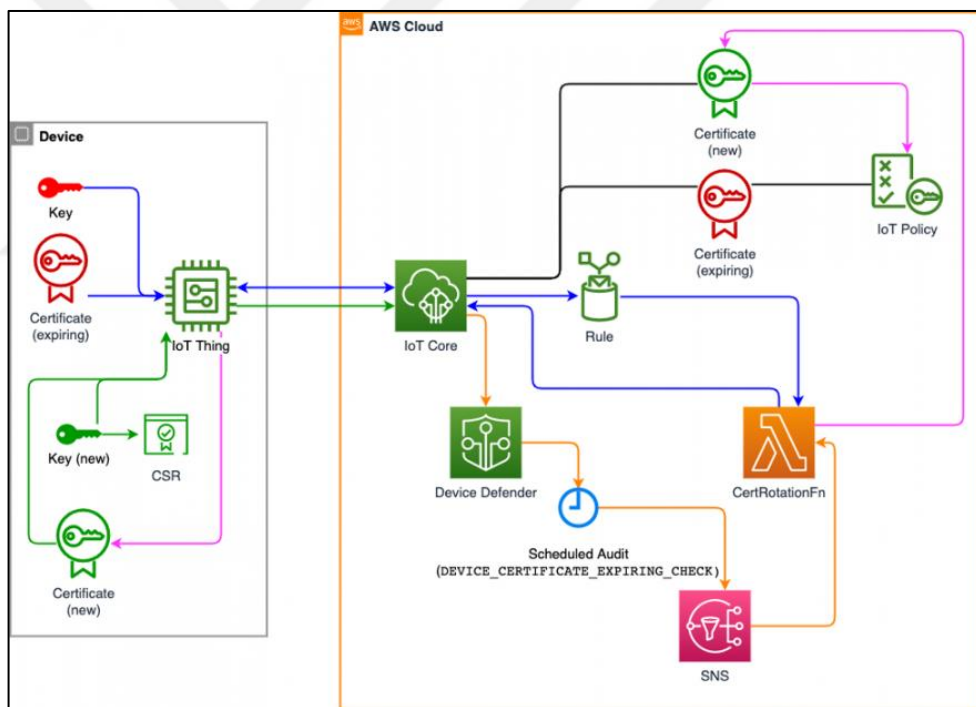 aws
AWS Cloud
Certificate
(new)
Device
Key
Certificate
(expiring)
IoT Policy
Certificate
(expiring)
IoT Thing
IoT Core
Rule
Key (new)
CSR
Device Defender
CertRotationFn
Scheduled Audit
(DEVICE_CERTIFICATE_EXPIRING_CHECK)
Certificate
(new)
SNS